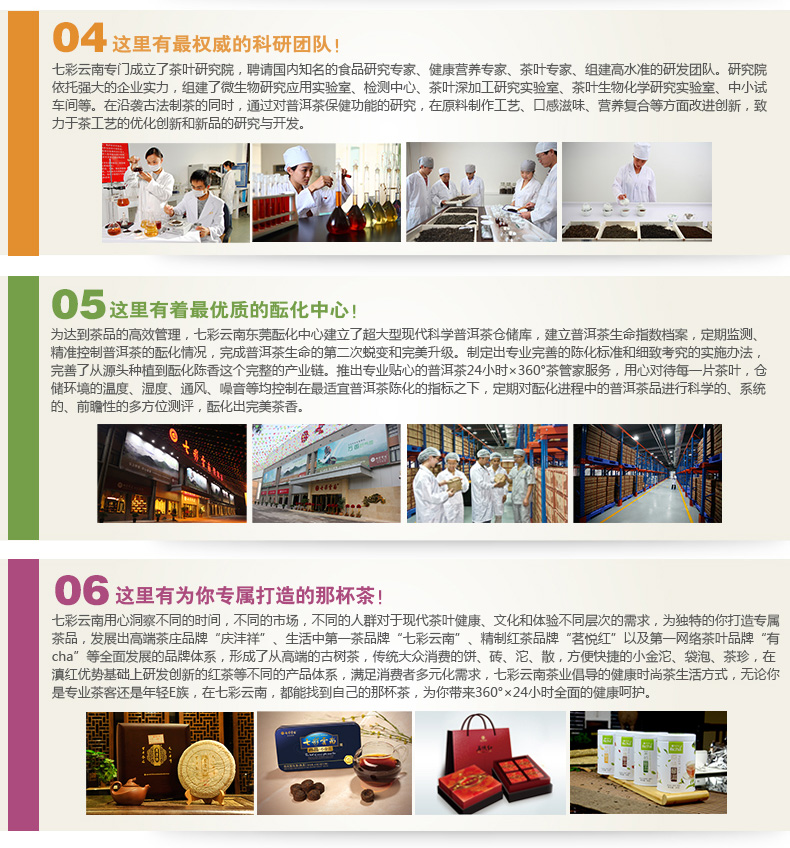 04 这里有最权威的科研团队!
七彩云南专门成立了茶叶研究院，聘请国内知名的食品研究专家、健康营养专家、茶叶专家、组建高水准的研发团队。研究院
依托强大的企业实力，组建了微生物研究应用实验室、检测中心、茶叶深加工研究实验室、茶叶生物化学研究实验室、中小试
车间等。在沿袭古法制茶的同时，通过对普洱茶保健功能的研究，在原料制作工艺、口感滋味、营养复合等方面改进创新，致
力于茶工艺的优化创新和新品的研究与开发。
05 这里有着最优质的酝化中心!
为达到茶品的高效管理，七彩云南东莞酝化中心建立了超大型现代科学普洱茶仓储库，建立普洱茶生命指数档案，定期监测、
精准控制普洱茶的酝化情况，完成普洱茶生命的第二次蜕变和完美升级。制定出专业完善的陈化标准和细致考究的实施办法，
完善了从源头种植到酝化陈香这个完整的产业链。推出专业贴心的普洱茶24小时×360°茶管家服务，用心对待每一片茶叶，仓
储环境的温度、湿度、通风、噪音等均控制在最适宜普洱茶陈化的指标之下，定期对酝化进程中的普洱茶品进行科学的、系统
的、前瞻性的多方位测评，酝化出完美茶香。
七彩云南
06 这里有为你专属打造的那杯茶!
七彩云南用心洞察不同的时间，不同的市场，不同的人群对于现代茶叶健康、文化和体验不同层次的需求，为独特的你打造专属
茶品，发展出高端茶庄品牌“庆沣祥”、生活中第一茶品牌“七彩云南”、精制红茶品牌“茗悦红”以及第一网络茶叶品牌“有
cha”等全面发展的品牌体系，形成了从高端的古树茶，传统大众消费的饼、砖、沱、散，方便快捷的小金沱、袋泡、茶珍，在
滇红优势基础上研发创新的红茶等不同的产品体系，满足消费者多元化需求，七彩云南茶业倡导的健康时尚茶生活方式，无论你
是专业茶客还是年轻E族，在七彩云南，都能找到自己的那杯茶，为你带来360°×24小时全面的健康呵护。
七彩云南